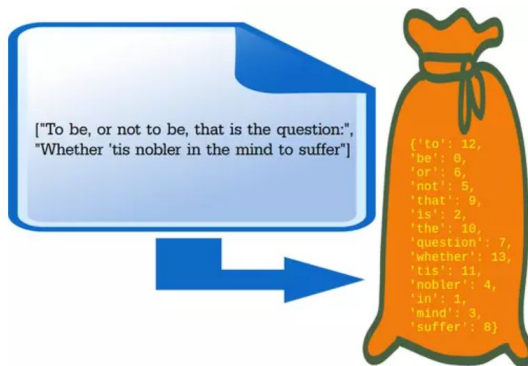 ["To be, or not to be, that is the question:",
"Whether 'tis nobler in the mind to suffer"]
{'to': 12,
'be': 0,
'or': 6,
'not': 5,
'that': 9,
'is': 2,
'the': 10,
'question': 7,
'whether': 13,
'tis': 11,
'nobler': 4,
'in': 1,
'mind': 3,
'suffer': 8}